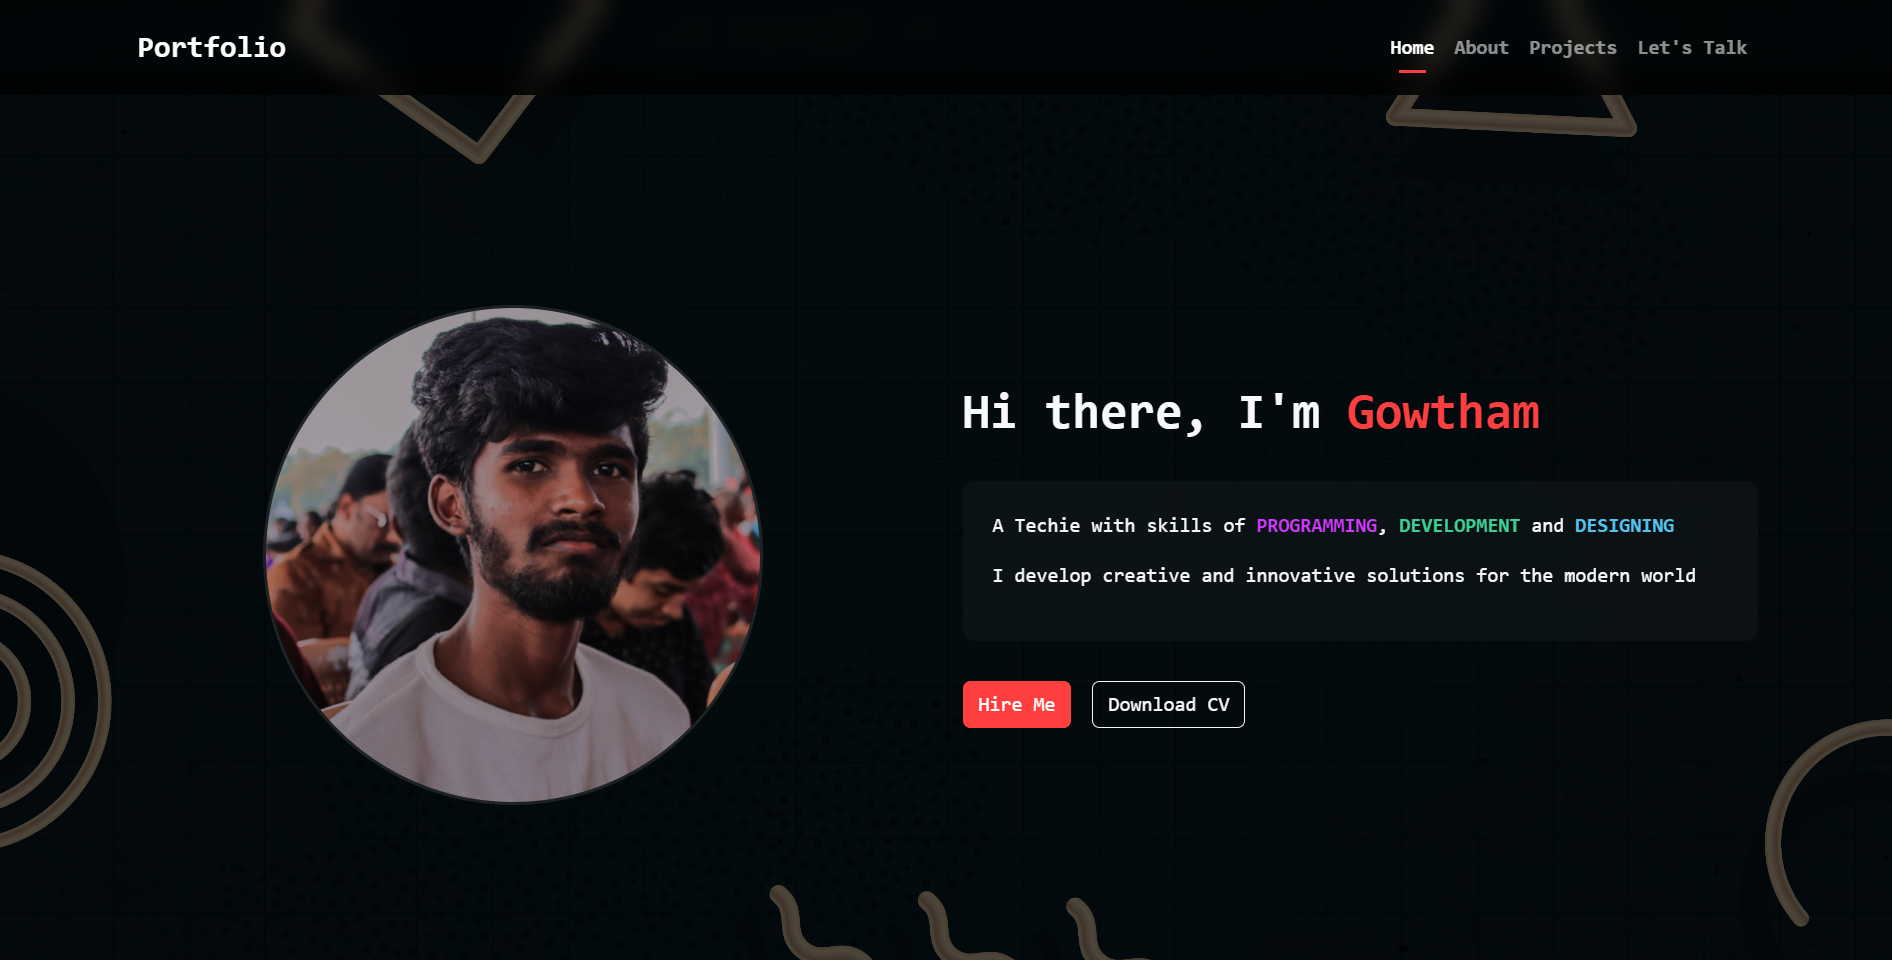 Portfolio
Home About Projects Let's Talk
Hi there, I'm Gowtham
A Techie with skills of PROGRAMMING, DEVELOPMENT and DESIGNING
I develop creative and innovative solutions for the modern world
Hire Me Download CV